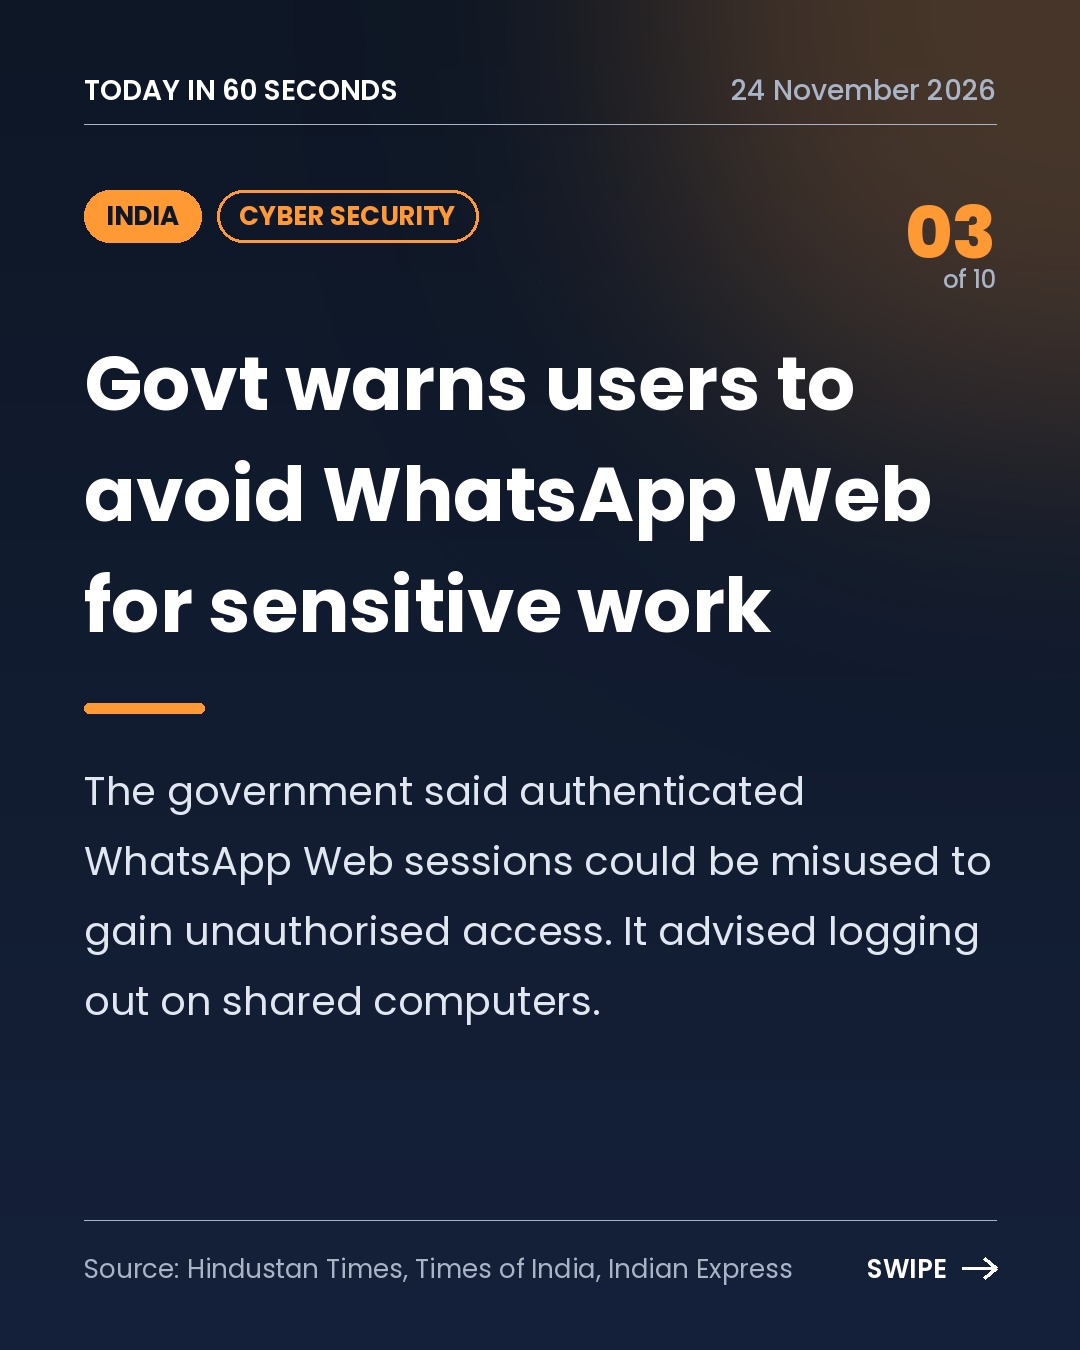 TODAY IN 60 SECONDS
24 November 2026
INDIA
CYBER SECURITY
03
of 10
Govt warns users to
avoid WhatsApp Web
for sensitive work
The government said authenticated
WhatsApp Web sessions could be misused to
gain unauthorised access. It advised logging
out on shared computers.
Source: Hindustan Times, Times of India, Indian Express
SWIPE →